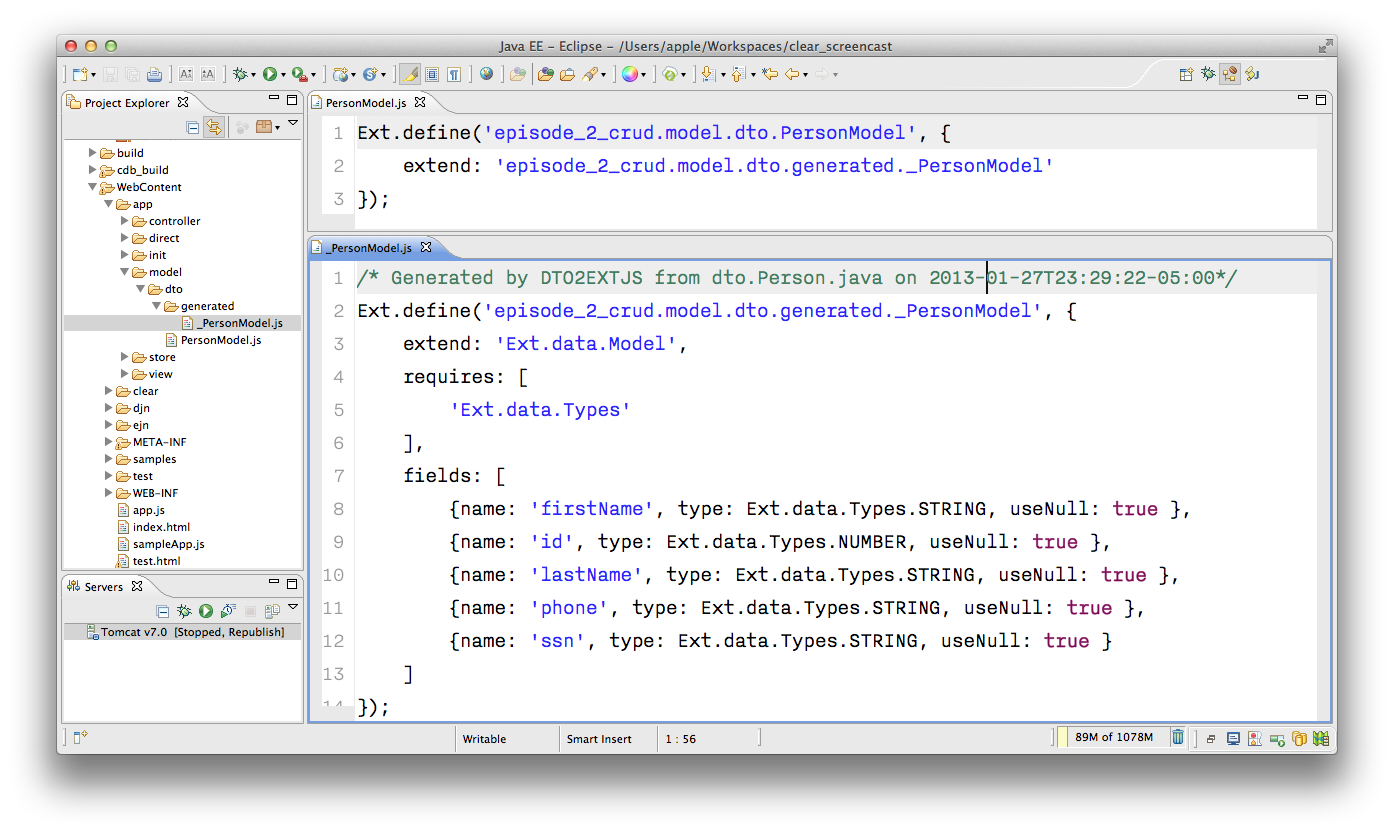 Java EE – Eclipse – /Users/apple/Workspaces/clear_screencast
Project Explorer
build
cdb_build
WebContent
app
controller
direct
init
model
dto
generated
_PersonModel.js
PersonModel.js
store
view
clear
djn
ejn
META-INF
samples
test
WEB-INF
app.js
index.html
sampleApp.js
test.html
Servers
Tomcat v7.0 [Stopped, Republish]
PersonModel.js
1 Ext.define('episode_2_crud.model.dto.PersonModel', {
2 extend: 'episode_2_crud.model.dto.generated._PersonModel'
3 });
_PersonModel.js
1 /* Generated by DTO2EXTJS from dto.Person.java on 2013-01-27T23:29:22-05:00*/
2 Ext.define('episode_2_crud.model.dto.generated._PersonModel', {
3 extend: 'Ext.data.Model',
4 requires: [
5 'Ext.data.Types'
6 ],
7 fields: [
8 {name: 'firstName', type: Ext.data.Types.STRING, useNull: true },
9 {name: 'id', type: Ext.data.Types.NUMBER, useNull: true },
10 {name: 'lastName', type: Ext.data.Types.STRING, useNull: true },
11 {name: 'phone', type: Ext.data.Types.STRING, useNull: true },
12 {name: 'ssn', type: Ext.data.Types.STRING, useNull: true }
13 ]
14 });
Writable
Smart Insert
1 : 56
89M of 1078M